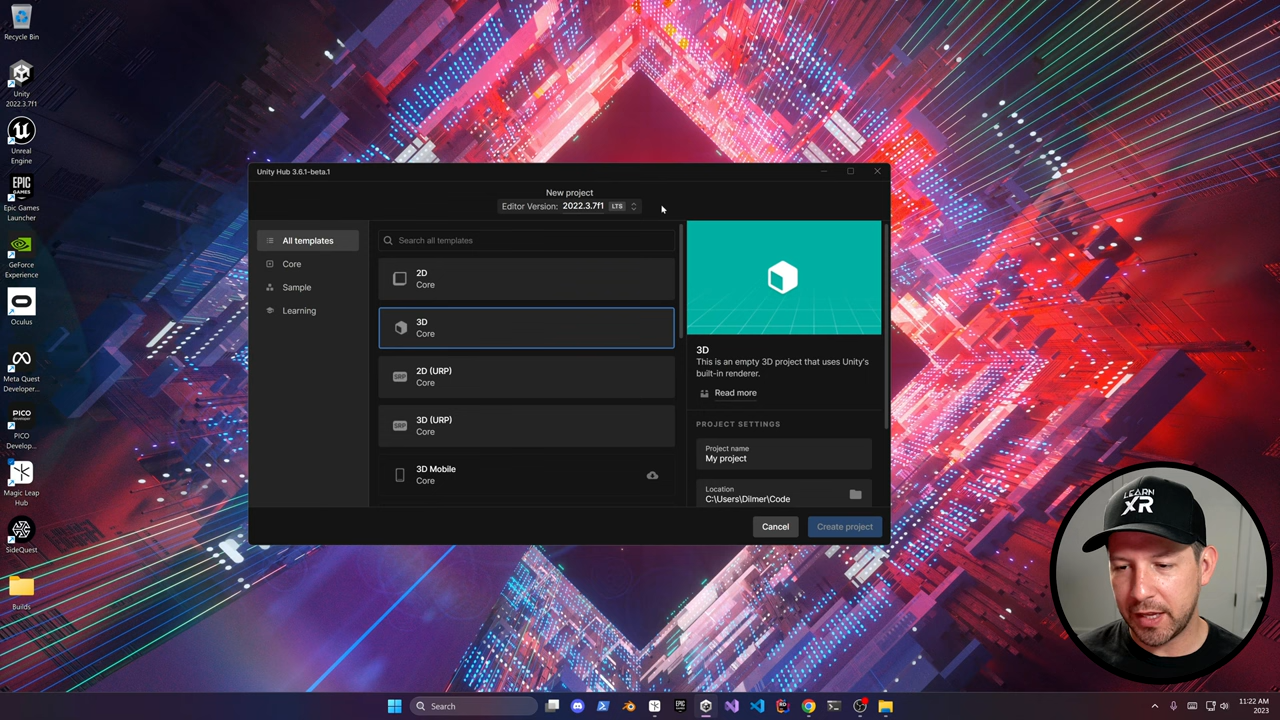 Recycle Bin
Unity
2022.3.7f1
Unreal
Engine
EPIC
GAMES
Epic Games
Launcher
GeForce
Experience
Oculus
Meta Quest
Developer...
PICO
developer
PICO
Develop...
Magic Leap
Hub
SideQuest
Builds
Unity Hub 3.6.1-beta.1
New project
Editor Version: 2022.3.7f1 LTS
All templates
Core
Sample
Learning
Search all templates
2D
Core
3D
Core
SRP
2D (URP)
Core
SRP
3D (URP)
Core
3D Mobile
Core
3D
This is an empty 3D project that uses Unity's
built-in renderer.
Read more
PROJECT SETTINGS
Project name
My project
Location
C:\Users\Dilmer\Code
Cancel
Create project
LEARN
XR
Search
11:22 AM
2023